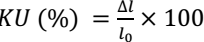 KU (%) = Δl/l₀ × 100